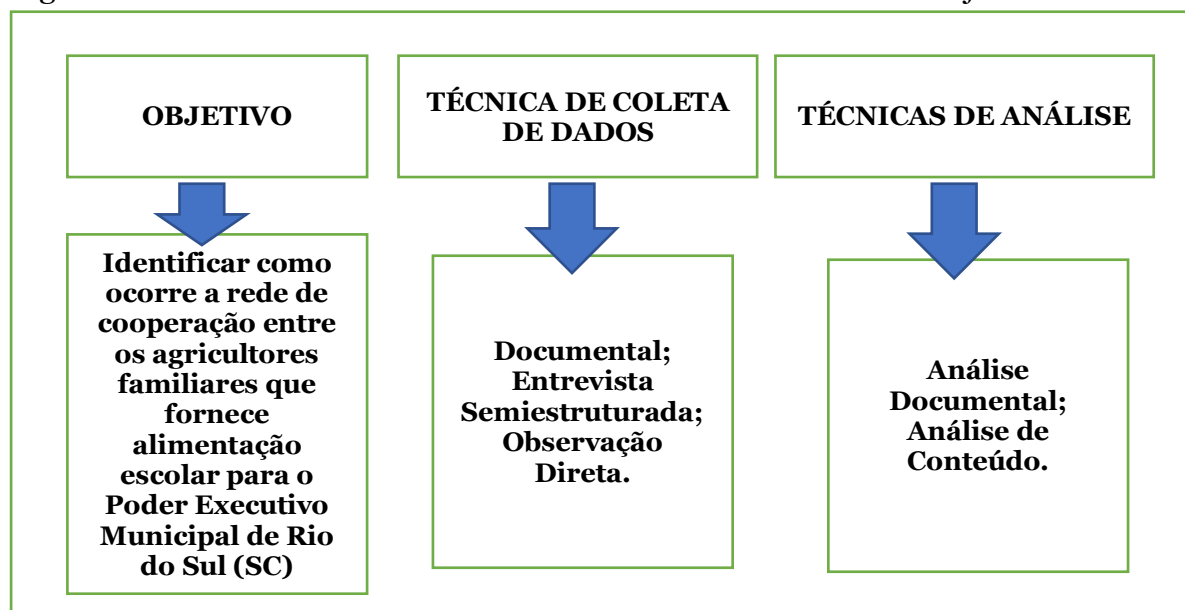 OBJETIVO
TÉCNICA DE COLETA
DE DADOS
TÉCNICAS DE ANÁLISE
Identificar como
ocorre a rede de
cooperação entre
os agricultores
familiares que
fornece
alimentação
escolar para o
Poder Executivo
Municipal de Rio
do Sul (SC)
Documental;
Entrevista
Semiestruturada;
Observação
Direta.
Análise
Documental;
Análise de
Conteúdo.